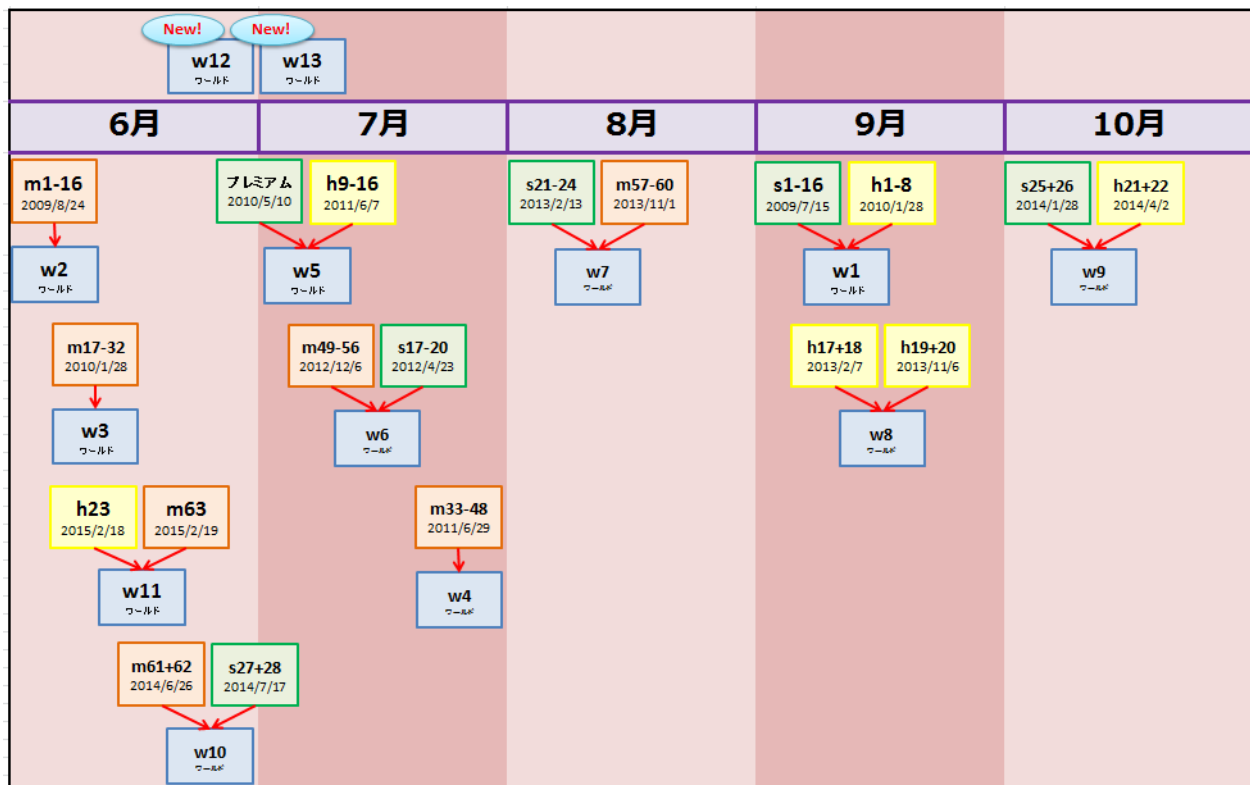 New!
New!
w12
ワールド
w13
ワールド
6月
7月
8月
9月
10月
m1-16
2009/8/24
w2
ワールド
プレミアム
2010/5/10
h9-16
2011/6/7
w5
ワールド
s21-24
2013/2/13
m57-60
2013/11/1
w7
ワールド
s1-16
2009/7/15
h1-8
2010/1/28
w1
ワールド
s25+26
2014/1/28
h21+22
2014/4/2
w9
ワールド
m17-32
2010/1/28
w3
ワールド
m49-56
2012/12/6
s17-20
2012/4/23
w6
ワールド
h17+18
2013/2/7
h19+20
2013/11/6
w8
ワールド
h23
2015/2/18
m63
2015/2/19
w11
ワールド
m33-48
2011/6/29
w4
ワールド
m61+62
2014/6/26
s27+28
2014/7/17
w10
ワールド